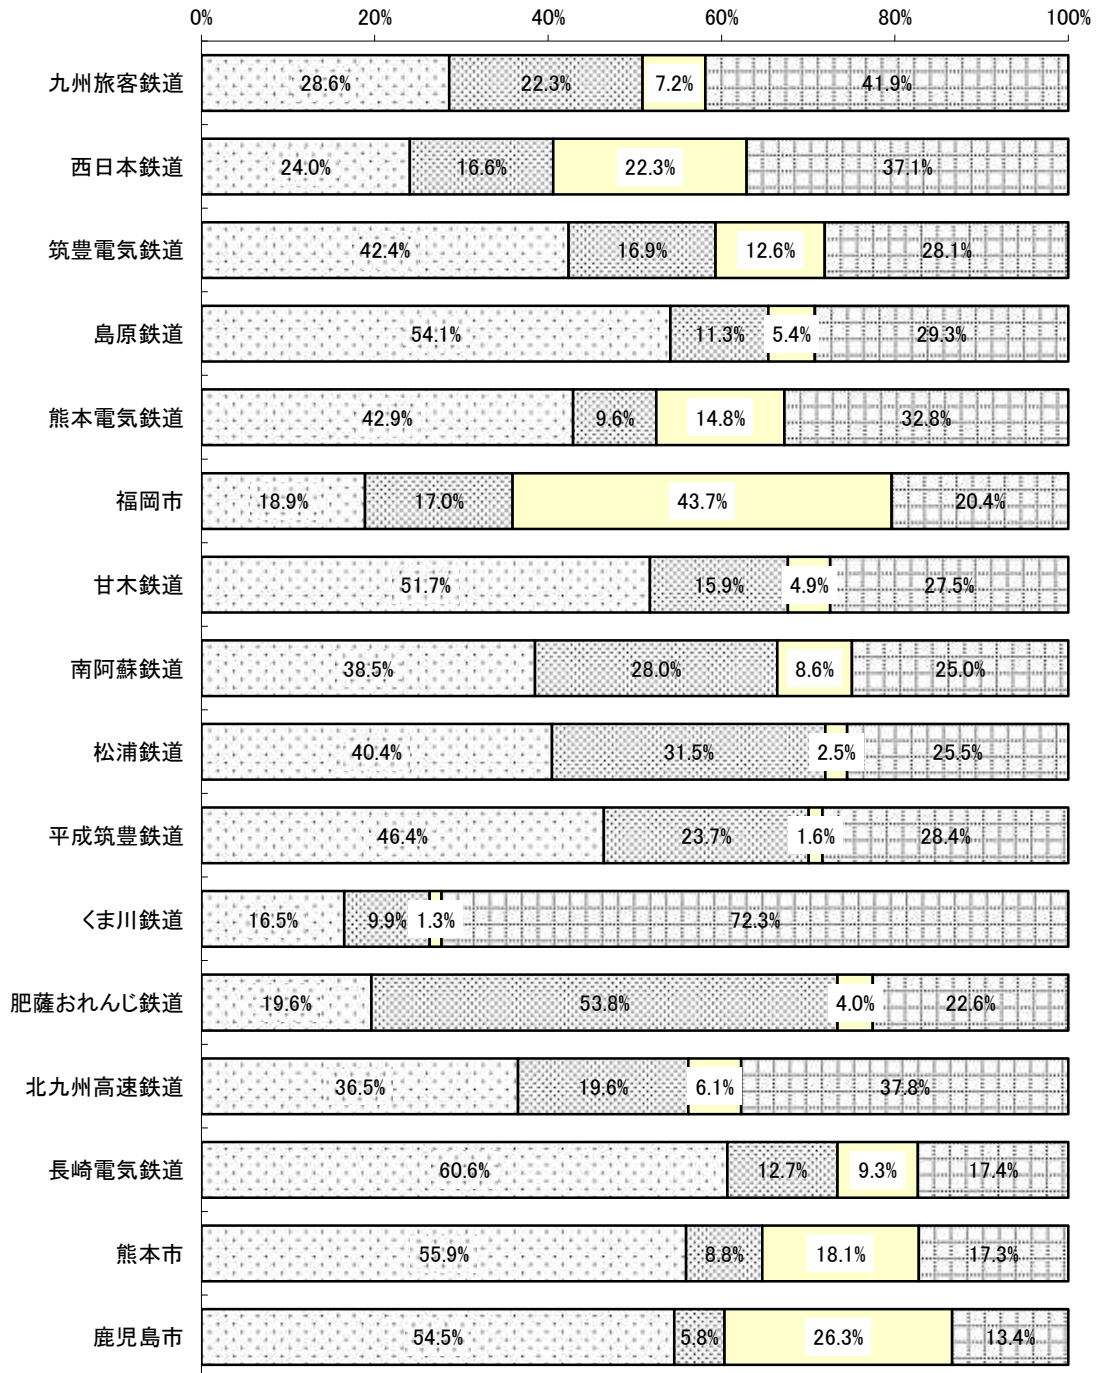 0% 20% 40% 60% 80% 100%
九州旅客鉄道 28.6% 22.3% 7.2% 41.9%
西日本鉄道 24.0% 16.6% 22.3% 37.1%
筑豊電気鉄道 42.4% 16.9% 12.6% 28.1%
島原鉄道 54.1% 11.3% 5.4% 29.3%
熊本電気鉄道 42.9% 9.6% 14.8% 32.8%
福岡市 18.9% 17.0% 43.7% 20.4%
甘木鉄道 51.7% 15.9% 4.9% 27.5%
南阿蘇鉄道 38.5% 28.0% 8.6% 25.0%
松浦鉄道 40.4% 31.5% 2.5% 25.5%
平成筑豊鉄道 46.4% 23.7% 1.6% 28.4%
くま川鉄道 16.5% 9.9% 1.3% 72.3%
肥薩おれんじ鉄道 19.6% 53.8% 4.0% 22.6%
北九州高速鉄道 36.5% 19.6% 6.1% 37.8%
長崎電気鉄道 60.6% 12.7% 9.3% 17.4%
熊本市 55.9% 8.8% 18.1% 17.3%
鹿児島市 54.5% 5.8% 26.3% 13.4%